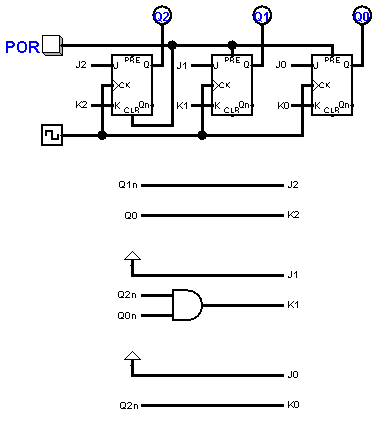 Q2 Q1 Q0
POR
PRE PRE PRE
J2 J Q J1 J Q J0 J Q
CK CK CK
K2 K Qn K1 K Qn K0 K Qn
CLR CLR CLR
Q1n J2
Q0 K2
J1
Q2n K1
Q0n
J0
Q2n K0